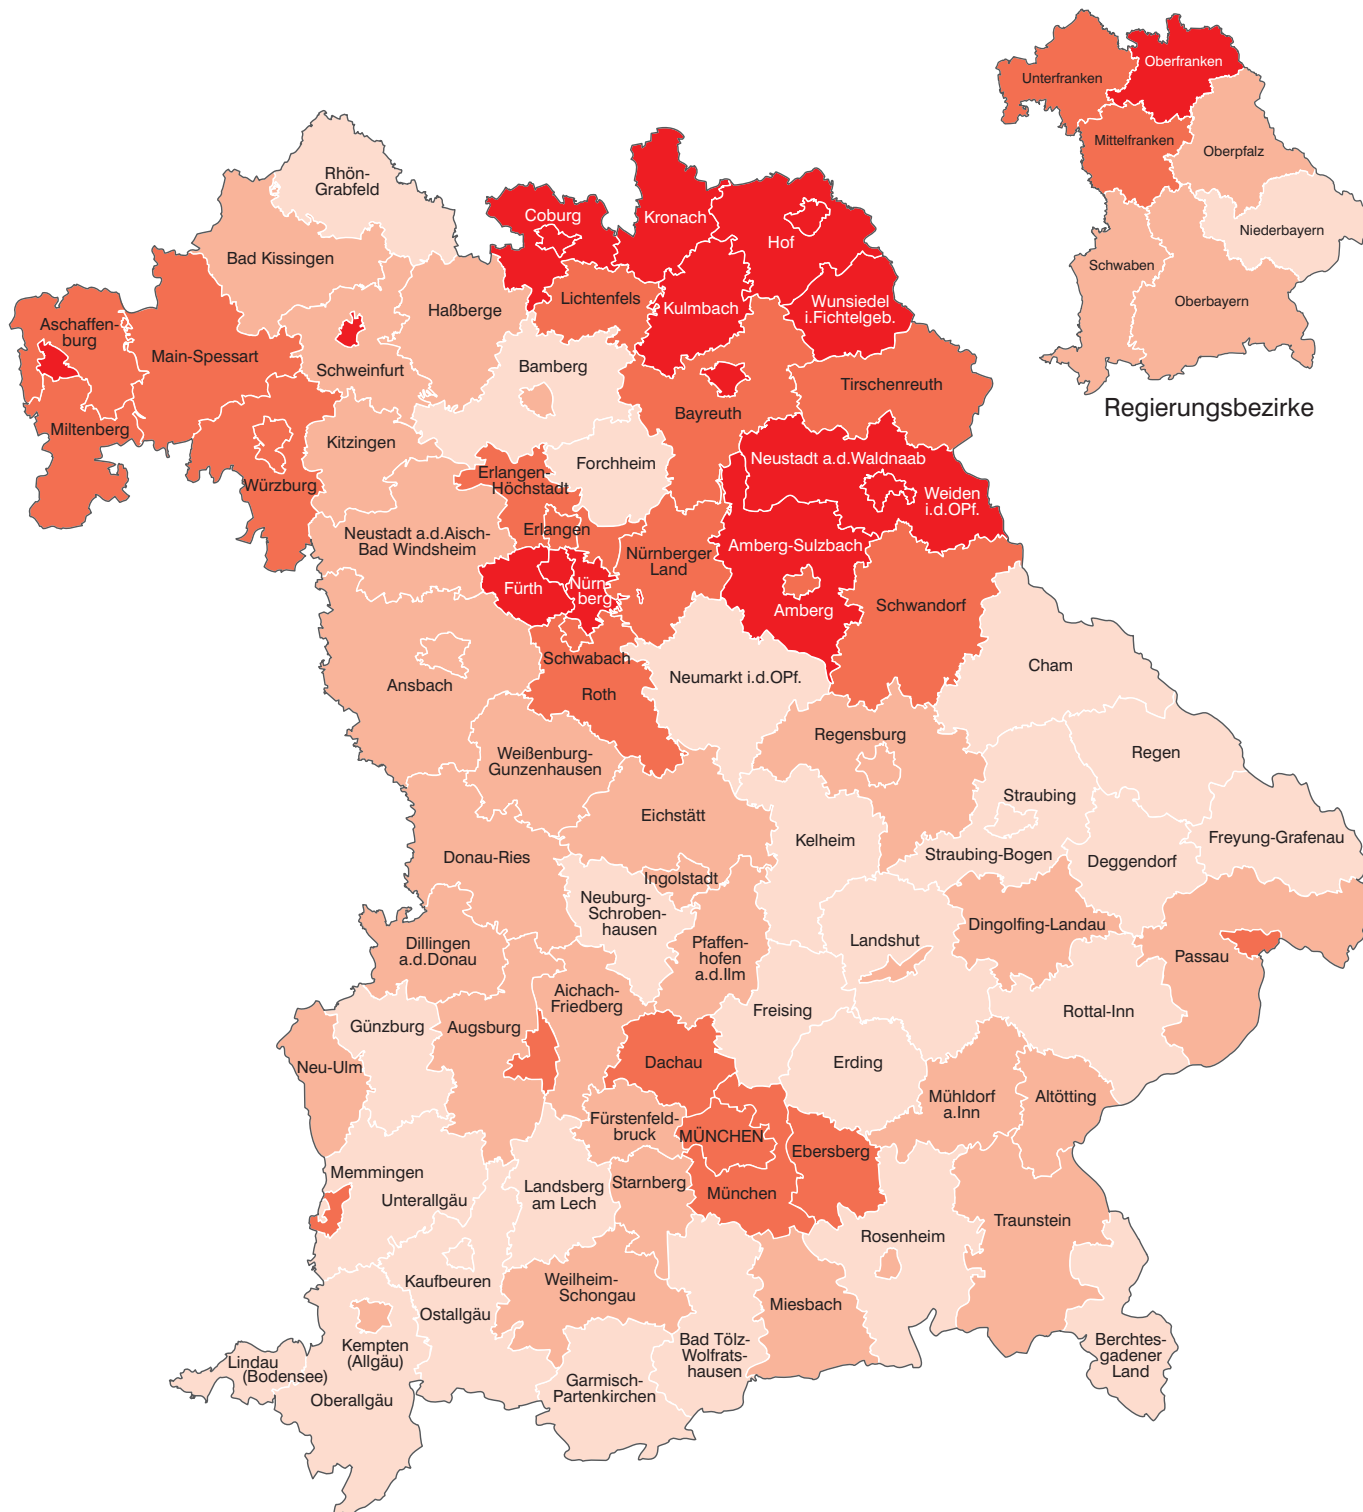 Oberfranken
Unterfranken
Mittelfranken
Oberpfalz
Niederbayern
Schwaben
Oberbayern
Regierungsbezirke
Rhön-
Grabfeld
Coburg
Kronach
Hof
Bad Kissingen
Lichtenfels
Kulmbach
Wunsiedel
i.Fichtelgeb.
Haßberge
Aschaffen-
burg
Main-Spessart
Schweinfurt
Bamberg
Tirschenreuth
Bayreuth
Miltenberg
Kitzingen
Forchheim
Neustadt a.d.Waldnaab
Erlangen-
Höchstadt
Würzburg
Weiden
i.d.OPf.
Neustadt a.d.Aisch-
Bad Windsheim
Erlangen
Nürnberger
Land
Amberg-Sulzbach
Fürth
Nürn-
berg
Amberg
Schwandorf
Schwabach
Ansbach
Roth
Neumarkt i.d.OPf.
Cham
Regensburg
Weißenburg-
Gunzenhausen
Regen
Straubing
Eichstätt
Kelheim
Freyung-Grafenau
Donau-Ries
Straubing-Bogen
Deggendorf
Ingolstadt
Neuburg-
Schroben-
hausen
Dingolfing-Landau
Landshut
Pfaffen-
hofen
a.d.Ilm
Dillingen
a.d.Donau
Passau
Aichach-
Friedberg
Freising
Rottal-Inn
Günzburg
Augsburg
Neu-Ulm
Dachau
Erding
Mühldorf
a.Inn
Altötting
Fürstenfeld-
bruck
MÜNCHEN
Ebersberg
Memmingen
Unterallgäu
Landsberg
am Lech
Starnberg
München
Traunstein
Rosenheim
Kaufbeuren
Weilheim-
Schongau
Ostallgäu
Miesbach
Kempten
(Allgäu)
Bad Tölz-
Wolfrats-
hausen
Berchtes-
gadener
Land
Lindau
(Bodensee)
Garmisch-
Partenkirchen
Oberallgäu